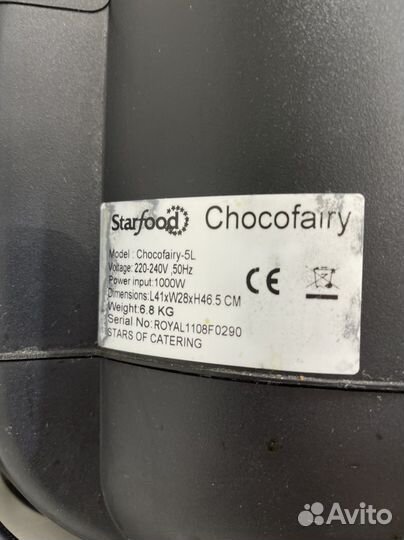 Starfood Chocofairy
Model : Chocofairy-5L
Voltage: 220-240V ,50Hz
Power input:1000W
Dimensions:L41xW28xH46.5 CM
Weight:6.8 KG
Serial No: ROYAL1108F0290
STARS OF CATERING
CE
Avito